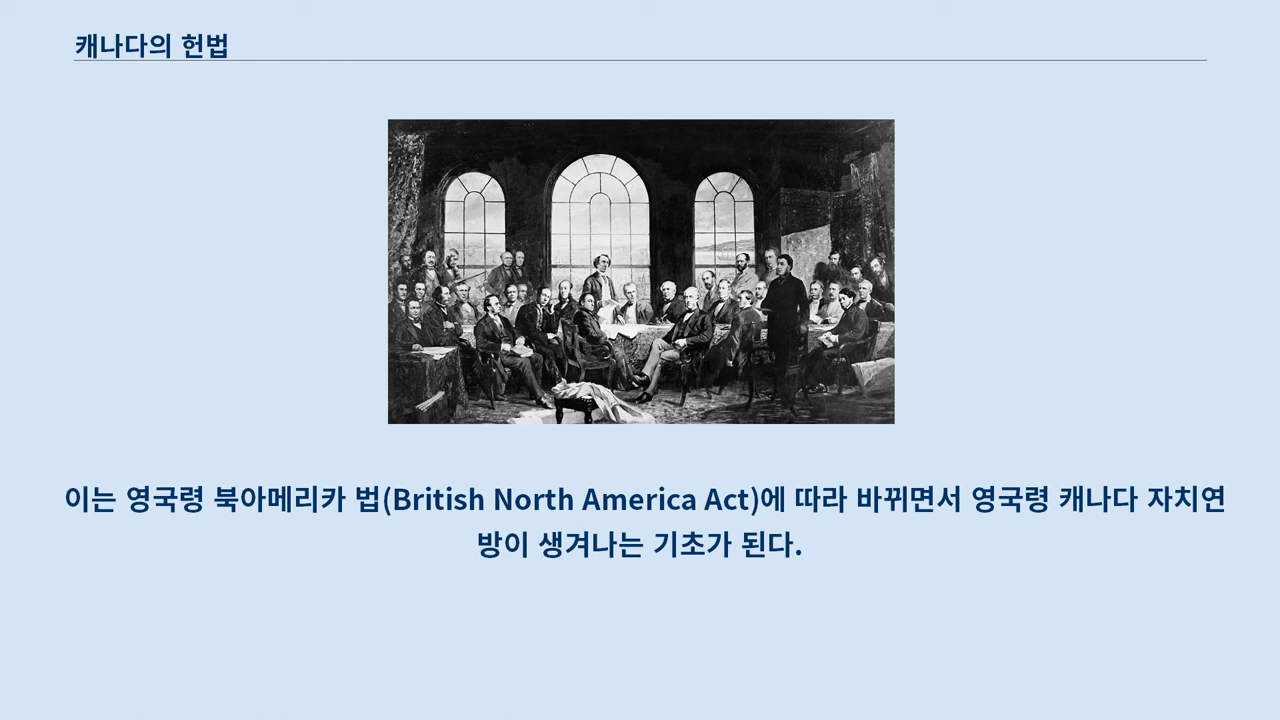 캐나다의 헌법
이는 영국령 북아메리카 법(British North America Act)에 따라 바뀌면서 영국령 캐나다 자치연
방이 생겨나는 기초가 된다.